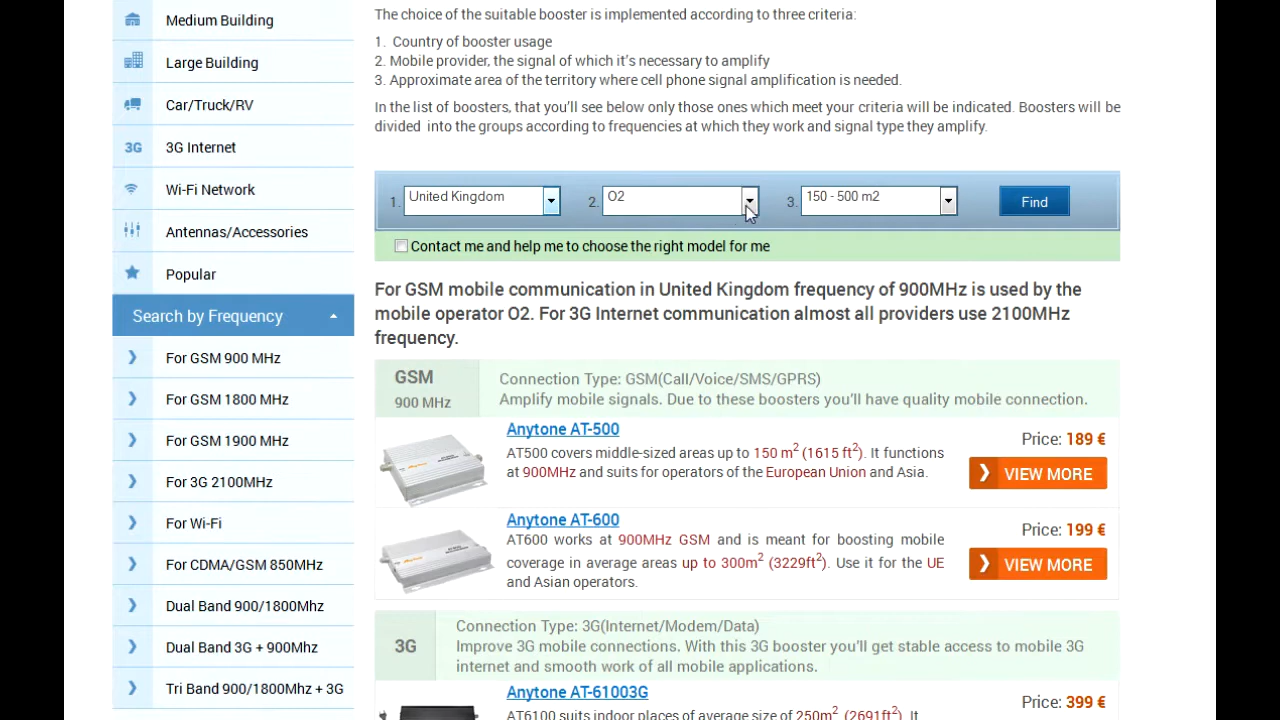 Medium Building
Large Building
Car/Truck/RV
3G 3G Internet
Wi-Fi Network
Antennas/Accessories
Popular
Search by Frequency
For GSM 900 MHz
For GSM 1800 MHz
For GSM 1900 MHz
For 3G 2100MHz
For Wi-Fi
For CDMA/GSM 850MHz
Dual Band 900/1800Mhz
Dual Band 3G + 900Mhz
Tri Band 900/1800Mhz + 3G
The choice of the suitable booster is implemented according to three criteria:
1. Country of booster usage
2. Mobile provider, the signal of which it's necessary to amplify
3. Approximate area of the territory where cell phone signal amplification is needed.
In the list of boosters, that you'll see below only those ones which meet your criteria will be indicated. Boosters will be
divided into the groups according to frequencies at which they work and signal type they amplify.
1. United Kingdom 2. O2 3. 150 - 500 m2 Find
Contact me and help me to choose the right model for me
For GSM mobile communication in United Kingdom frequency of 900MHz is used by the
mobile operator O2. For 3G Internet communication almost all providers use 2100MHz
frequency.
GSM
900 MHz
Connection Type: GSM(Call/Voice/SMS/GPRS)
Amplify mobile signals. Due to these boosters you'll have quality mobile connection.
Anytone AT-500
AT500 covers middle-sized areas up to 150 m2 (1615 ft2). It functions
at 900MHz and suits for operators of the European Union and Asia.
Price: 189 €
VIEW MORE
Anytone AT-600
AT600 works at 900MHz GSM and is meant for boosting mobile
coverage in average areas up to 300m2 (3229ft2). Use it for the UE
and Asian operators.
Price: 199 €
VIEW MORE
3G
Connection Type: 3G(Internet/Modem/Data)
Improve 3G mobile connections. With this 3G booster you'll get stable access to mobile 3G
internet and smooth work of all mobile applications.
Anytone AT-61003G
AT6100 suits indoor places of average size of 250m2 (2691ft2). It
Price: 399 €